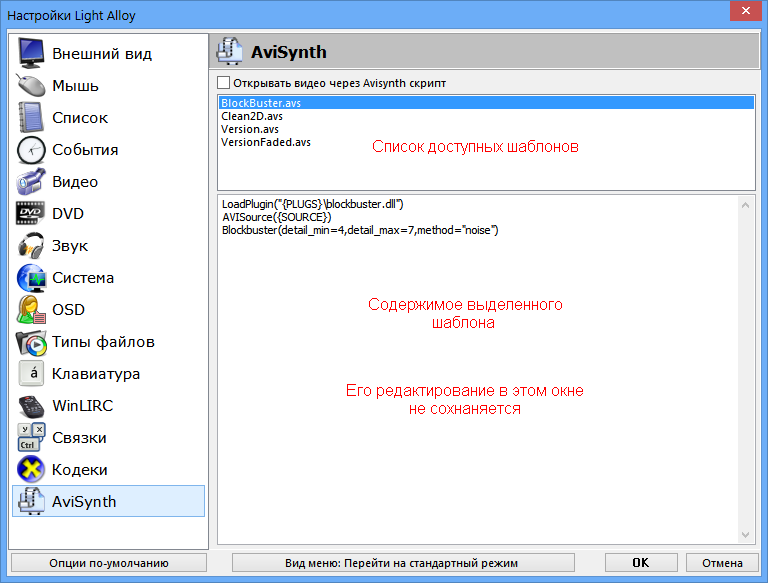 Настройки Light Alloy
Внешний вид
Мышь
Список
События
Видео
DVD
DVD
Звук
Система
OSD
Типы файлов
á
Клавиатура
WinLIRC
У Х
Ctrl
Связки
Кодеки
AviSynth
AviSynth
Открывать видео через Avisynth скрипт
BlockBuster.avs
Clean2D.avs
Version.avs
VersionFaded.avs
Список доступных шаблонов
LoadPlugin("{PLUGS}\blockbuster.dll")
AVISource({SOURCE})
Blockbuster(detail_min=4,detail_max=7,method="noise")
Содержимое выделенного
шаблона
Его редактирование в этом окне
не сохнаняется
Опции по-умолчанию
Вид меню: Перейти на стандартный режим
OK
Отмена